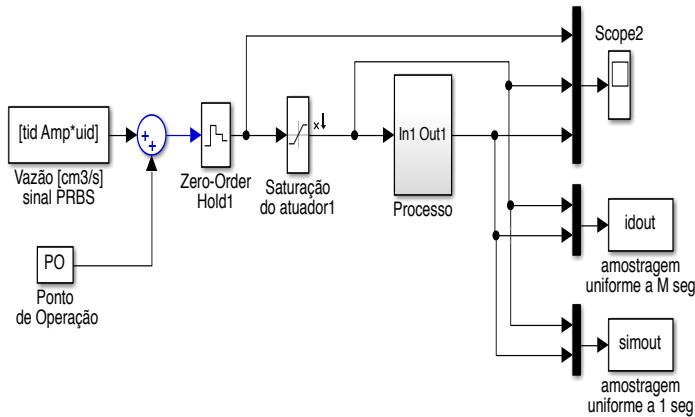 Scope2
[tid Amp*uid]
Vazão [cm3/s]
sinal PRBS
+
+
Zero-Order
Hold1
x
Saturação
do atuador1
In1 Out1
Processo
PO
Ponto
de Operação
idout
amostragem
uniforme a M seg
simout
amostragem
uniforme a 1 seg